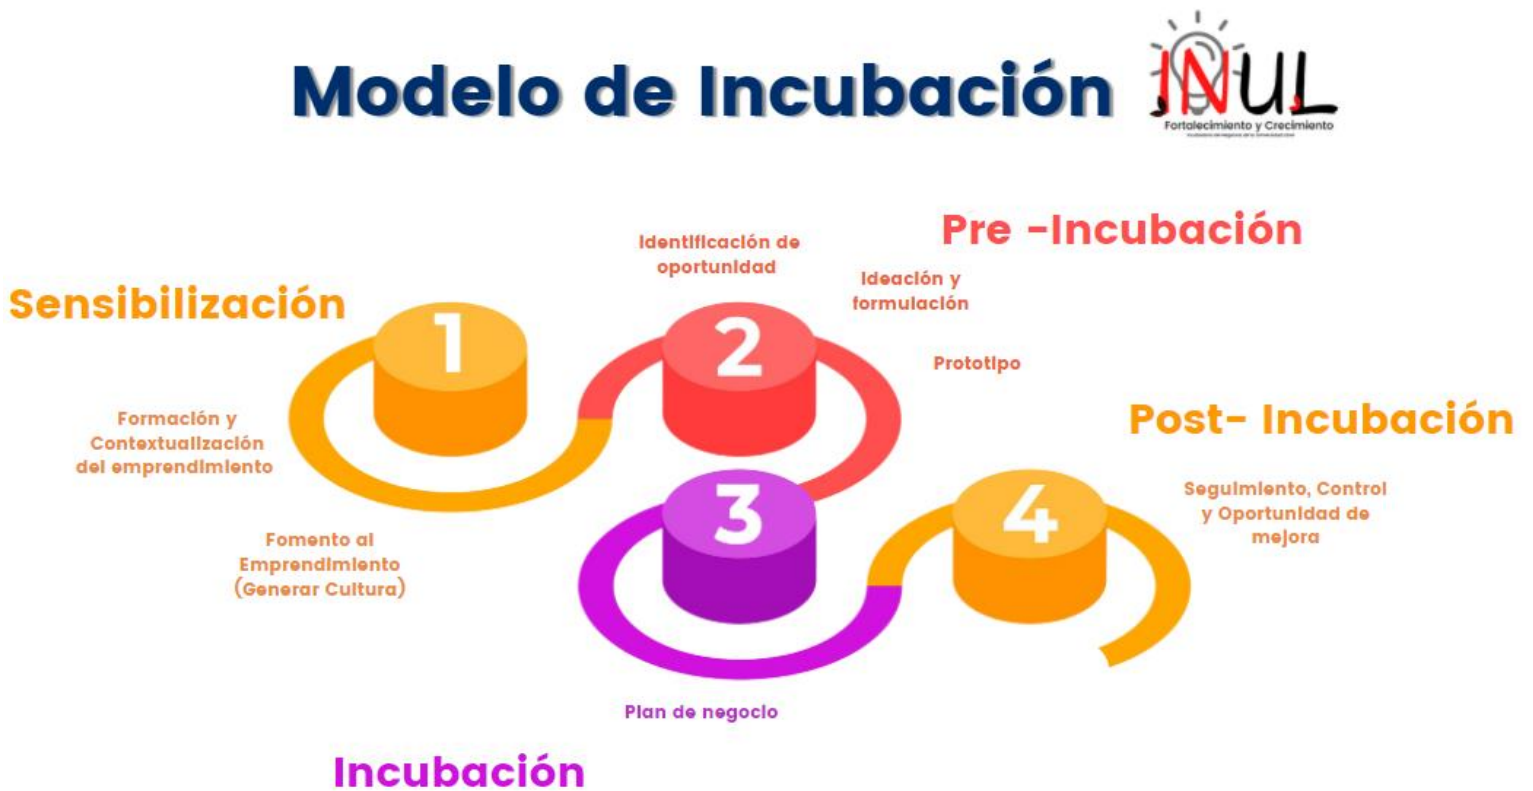 Modelo de Incubación
INUL
Fortalecimiento y Crecimiento
Pre -Incubación
Identificación de
oportunidad
Ideación y
formulación
Prototipo
Sensibilización
1
2
Formación y
Contextualización
del emprendimiento
Fomento al
Emprendimiento
(Generar Cultura)
Post- Incubación
3
4
Seguimiento, Control
y Oportunidad de
mejora
Plan de negocio
Incubación